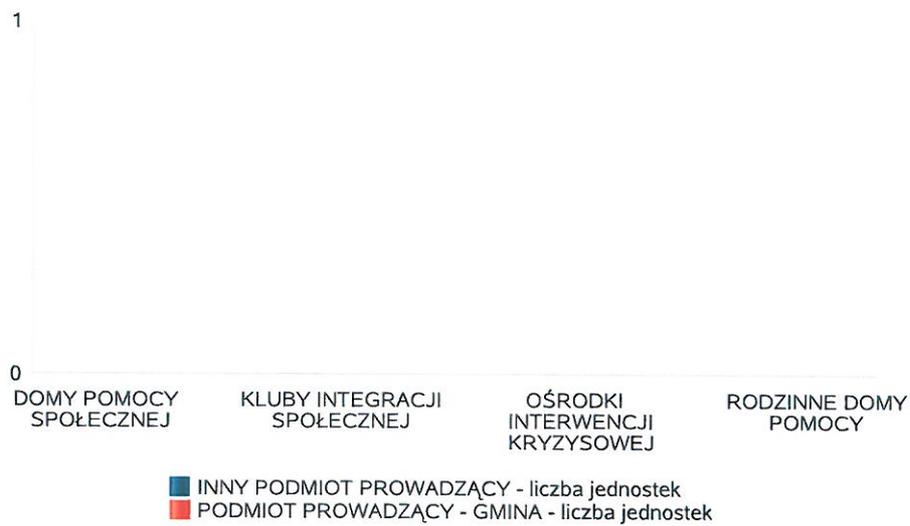 1
0
DOMY POMOCY
SPOŁECZNEJ
KLUBY INTEGRACJI
SPOŁECZNEJ
OŚRODKI
INTERWENCJI
KRYZYSOWEJ
RODZINNE DOMY
POMOCY
INNY PODMIOT PROWADZĄCY - liczba jednostek
PODMIOT PROWADZĄCY - GMINA - liczba jednostek